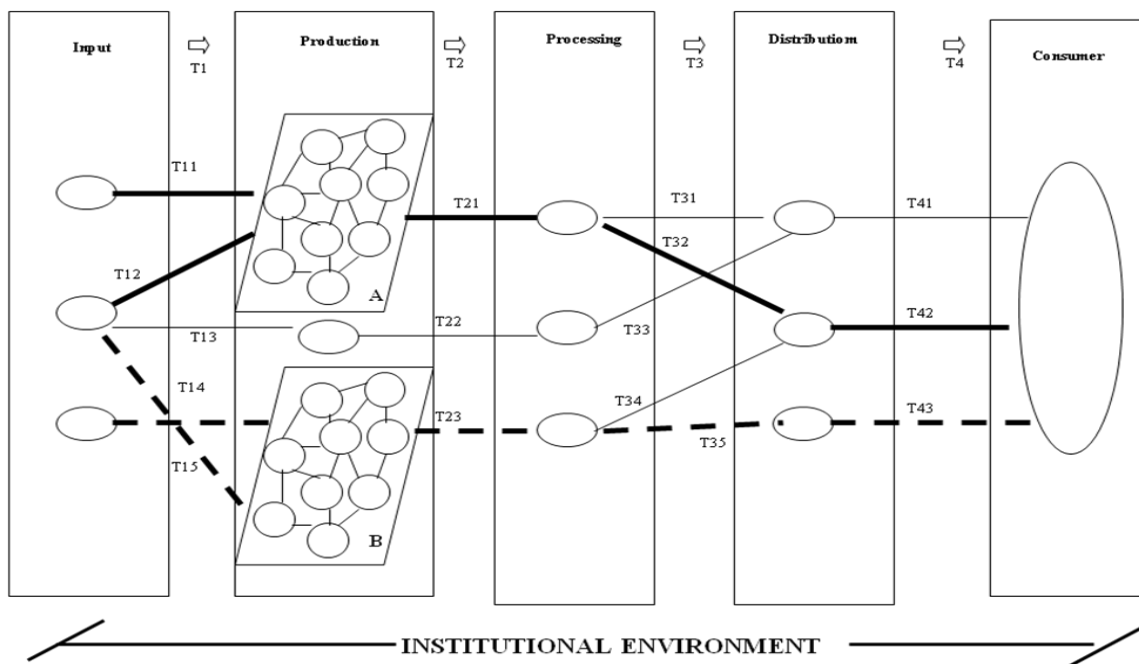 Input
T1
Production
T2
Processing
T3
Distributiom
T4
Consumer
T11
T12
T13
T14
T15
A
B
T21
T22
T23
T31
T32
T33
T34
T35
T41
T42
T43
INSTITUTIONAL ENVIRONMENT